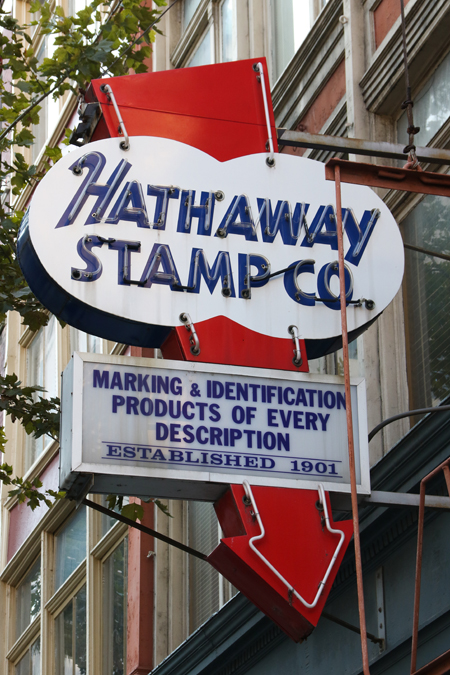 HATHAWAY
STAMP CO
MARKING & IDENTIFICATION
PRODUCTS OF EVERY
DESCRIPTION
ESTABLISHED 1901